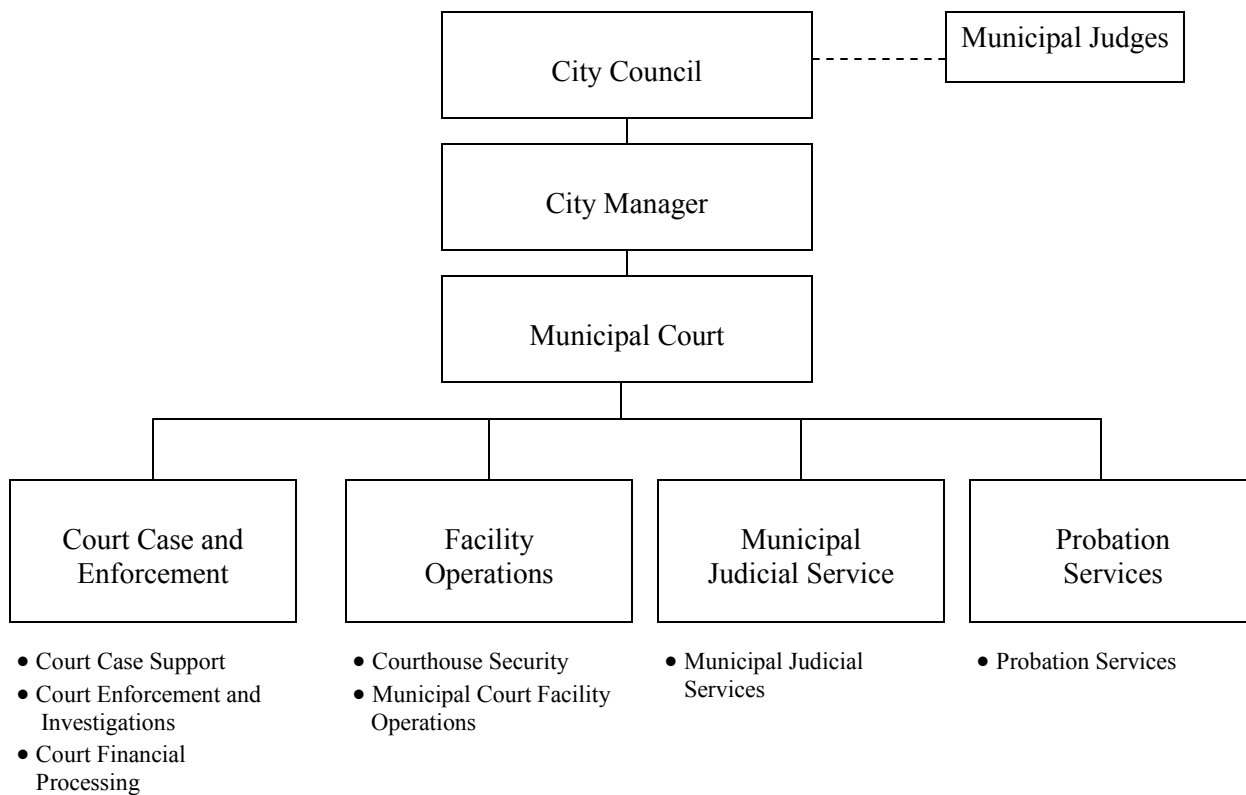 Municipal Judges
City Council
City Manager
Municipal Court
Court Case and
Enforcement
Facility
Operations
Municipal
Judicial Service
Probation
Services
• Court Case Support
• Court Enforcement and
Investigations
• Court Financial
Processing
• Courthouse Security
• Municipal Court Facility
Operations
• Municipal Judicial
Services
• Probation Services